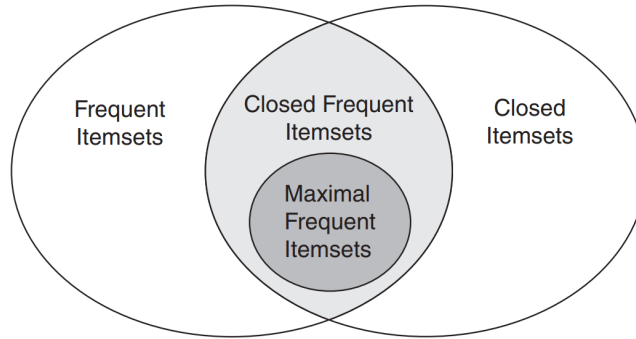 Frequent
Itemsets
Closed Frequent
Itemsets
Closed
Itemsets
Maximal
Frequent
Itemsets